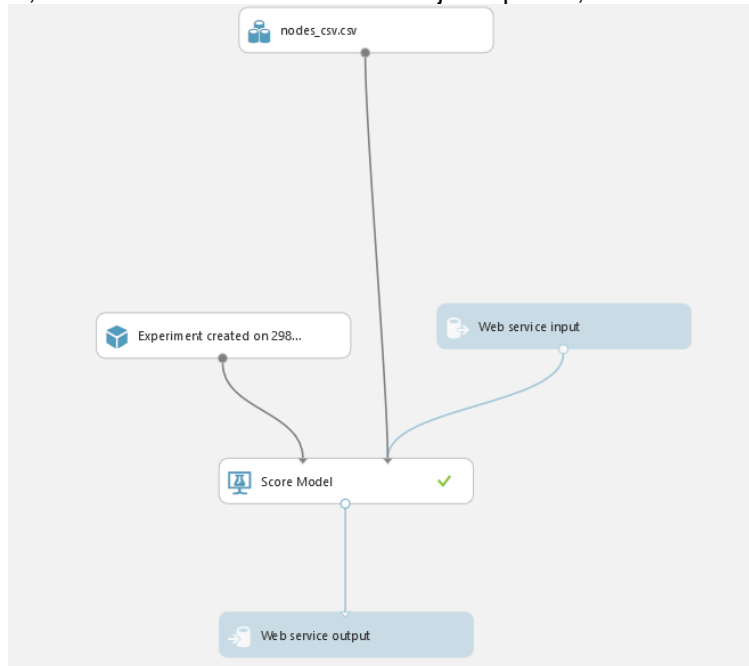 nodes_csv.csv
Experiment created on 298...
Web service input
Score Model
Web service output